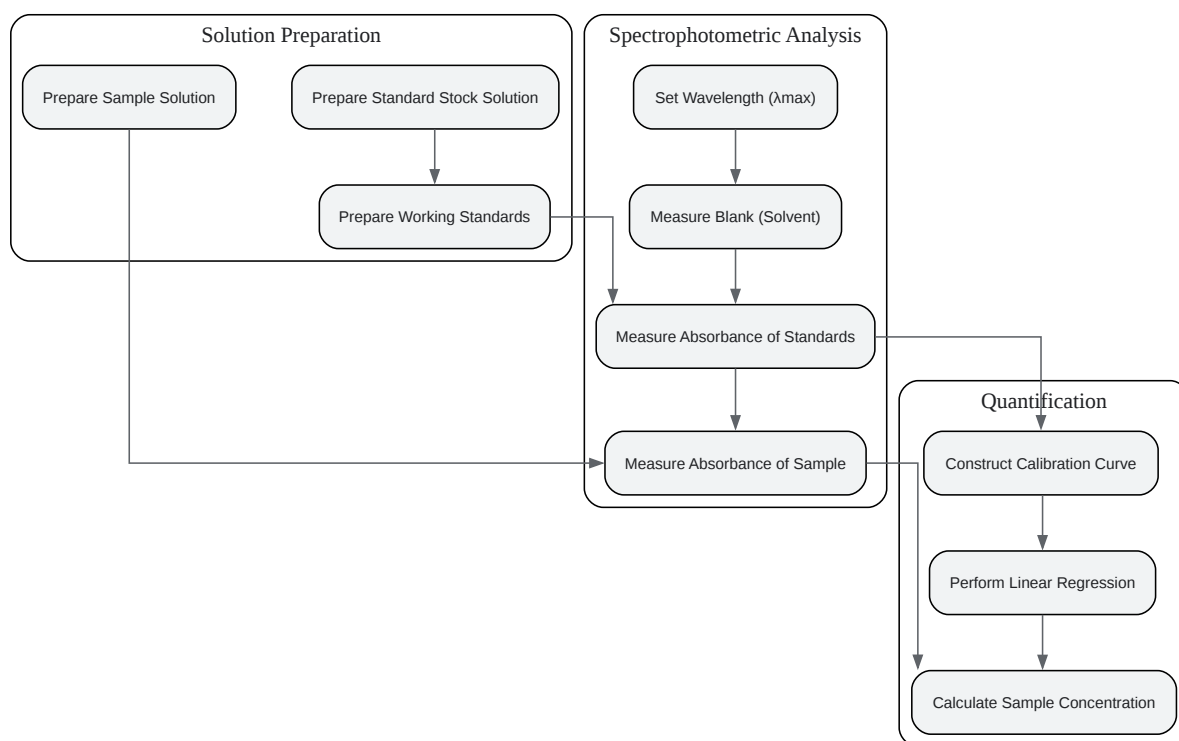 Solution Preparation
Prepare Sample Solution
Prepare Standard Stock Solution
Prepare Working Standards
Spectrophotometric Analysis
Set Wavelength (λmax)
Measure Blank (Solvent)
Measure Absorbance of Standards
Measure Absorbance of Sample
Quantification
Construct Calibration Curve
Perform Linear Regression
Calculate Sample Concentration